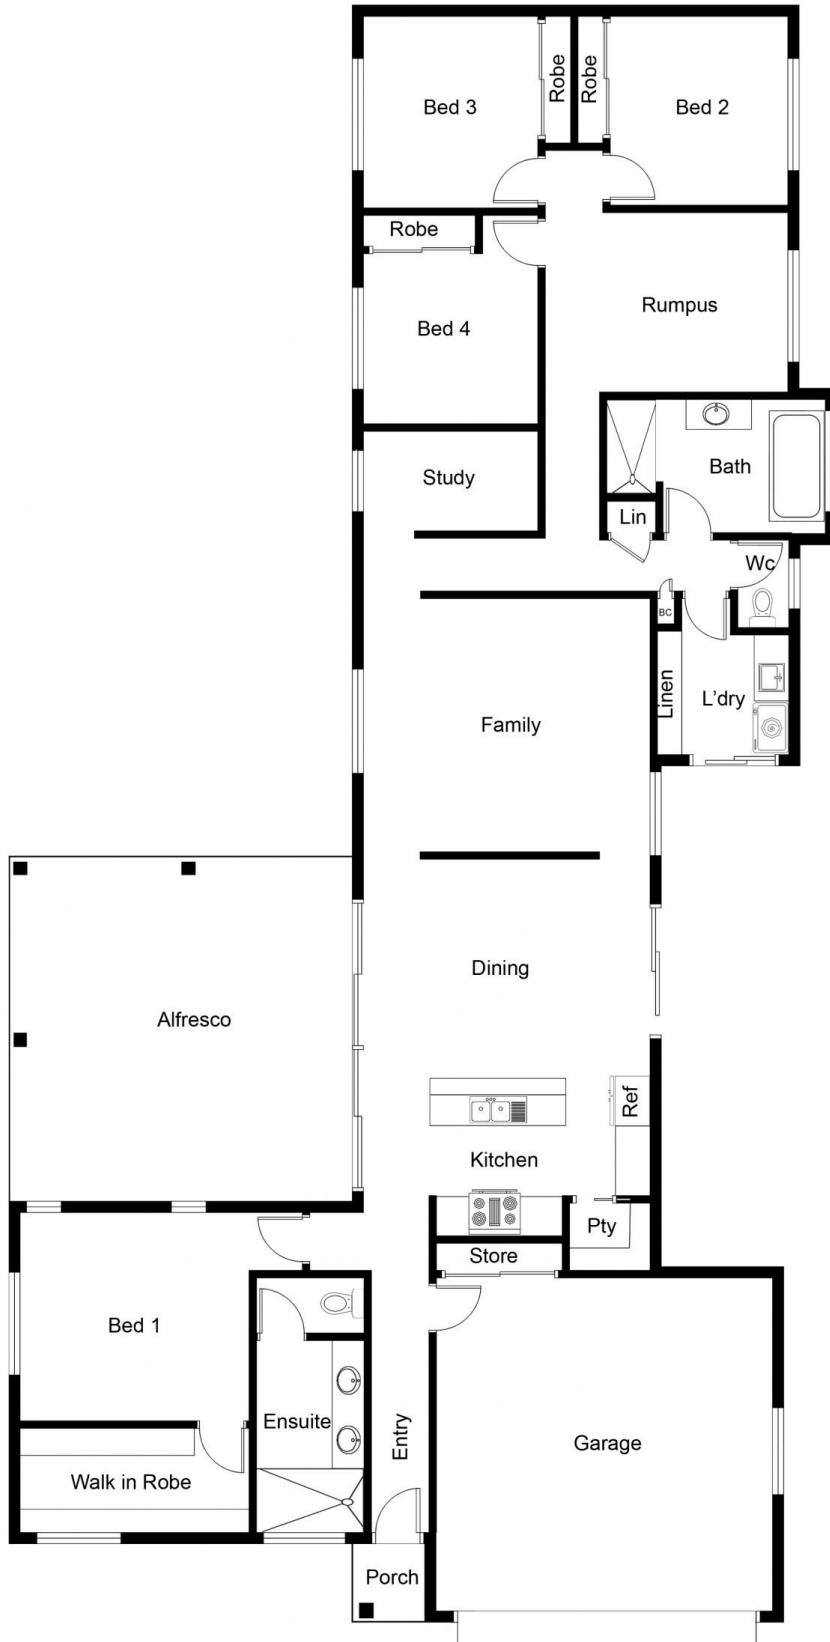 Bed 3
Robe
Robe
Bed 2
Robe
Rumpus
Bed 4
Bath
Study
Lin
Wc
BC
Linen
L'dry
Family
Dining
Alfresco
Ref
Kitchen
Pty
Store
Bed 1
Ensuite
Entry
Garage
Walk in Robe
Porch